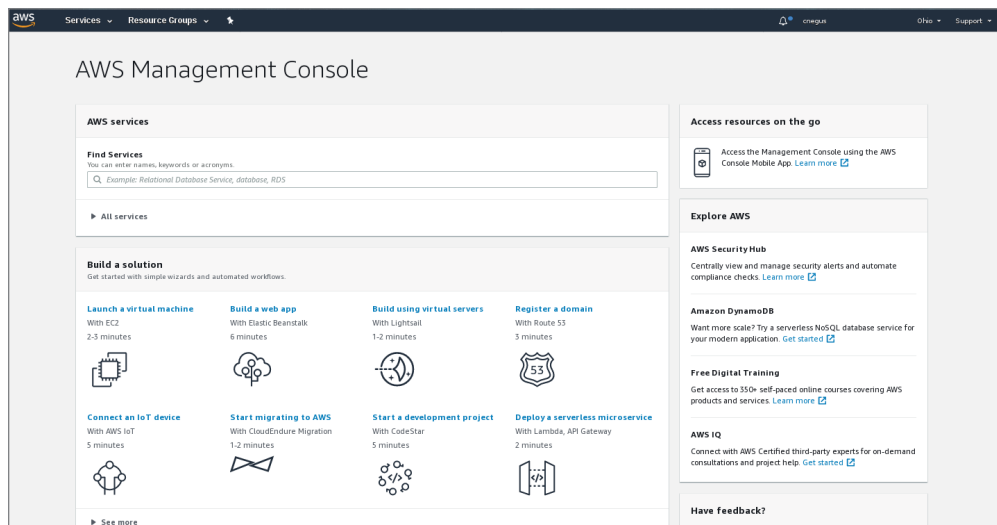 aws Services Resource Groups cnegus Ohio Support
AWS Management Console
AWS services
Find Services
You can enter names, keywords or acronyms.
Example: Relational Database Service, database, RDS
All services
Build a solution
Get started with simple wizards and automated workflows.
Launch a virtual machine
With EC2
2-3 minutes
Build a web app
With Elastic Beanstalk
6 minutes
Build using virtual servers
With Lightsail
1-2 minutes
Register a domain
With Route 53
3 minutes
53
Connect an IoT device
With AWS IoT
5 minutes
Start migrating to AWS
With CloudEndure Migration
1-2 minutes
Start a development project
With CodeStar
5 minutes
</>
Deploy a serverless microservice
With Lambda, API Gateway
2 minutes
</>
See more
Access resources on the go
Access the Management Console using the AWS
Console Mobile App. Learn more
Explore AWS
AWS Security Hub
Centrally view and manage security alerts and automate
compliance checks. Learn more
Amazon DynamoDB
Want more scale? Try a serverless NoSQL database service for
your modern application. Get started
Free Digital Training
Get access to 350+ self-paced online courses covering AWS
products and services. Learn more
AWS IQ
Connect with AWS Certified third-party experts for on-demand
consultations and project help. Get started
Have feedback?